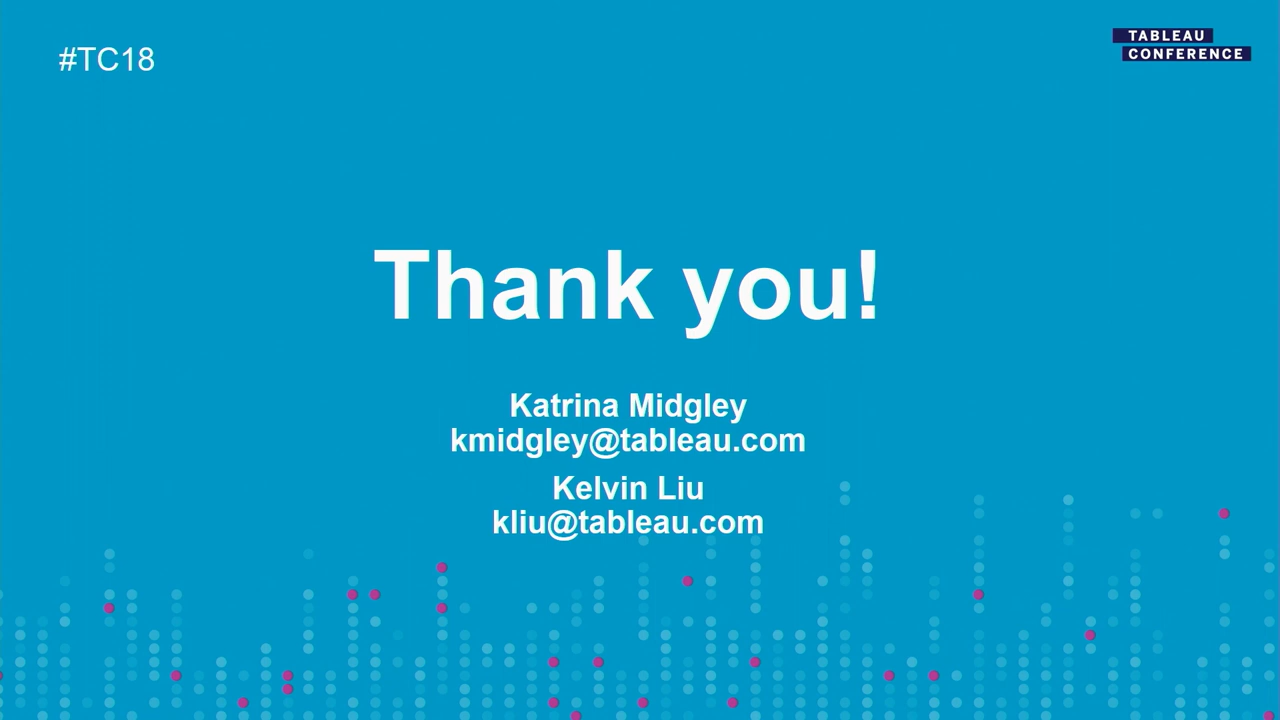 #TC18
TABLEAU
CONFERENCE
Thank you!
Katrina Midgley
kmidgley@tableau.com
Kelvin Liu
kliu@tableau.com